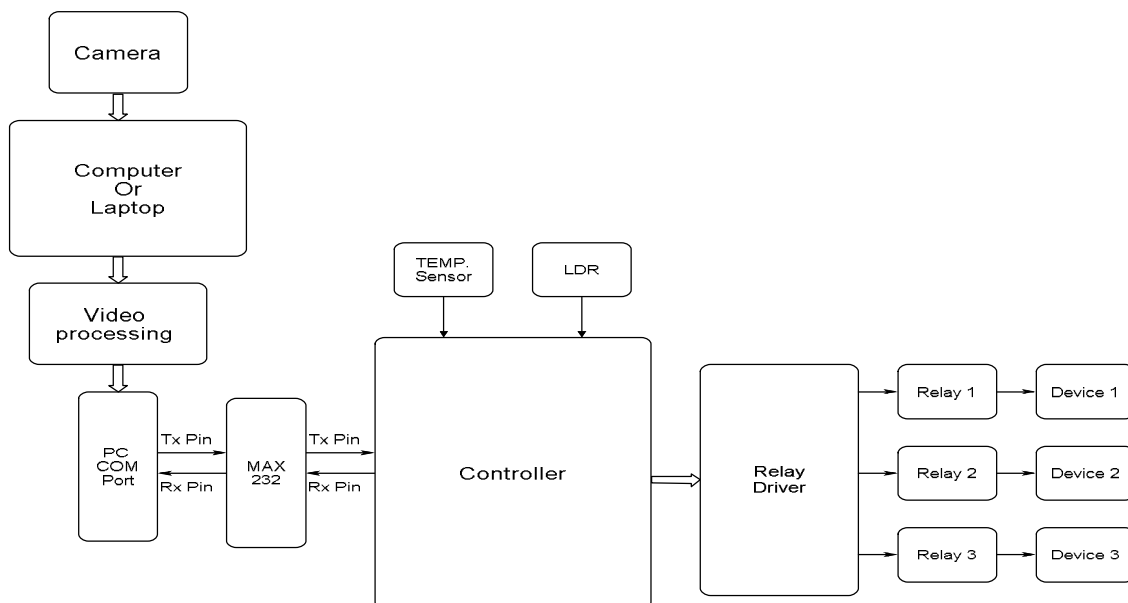 Camera
Computer
Or
Laptop
Video
processing
PC
COM
Port
Tx Pin
Rx Pin
MAX
232
Tx Pin
Rx Pin
TEMP.
Sensor
LDR
Controller
Relay
Driver
Relay 1
Device 1
Relay 2
Device 2
Relay 3
Device 3